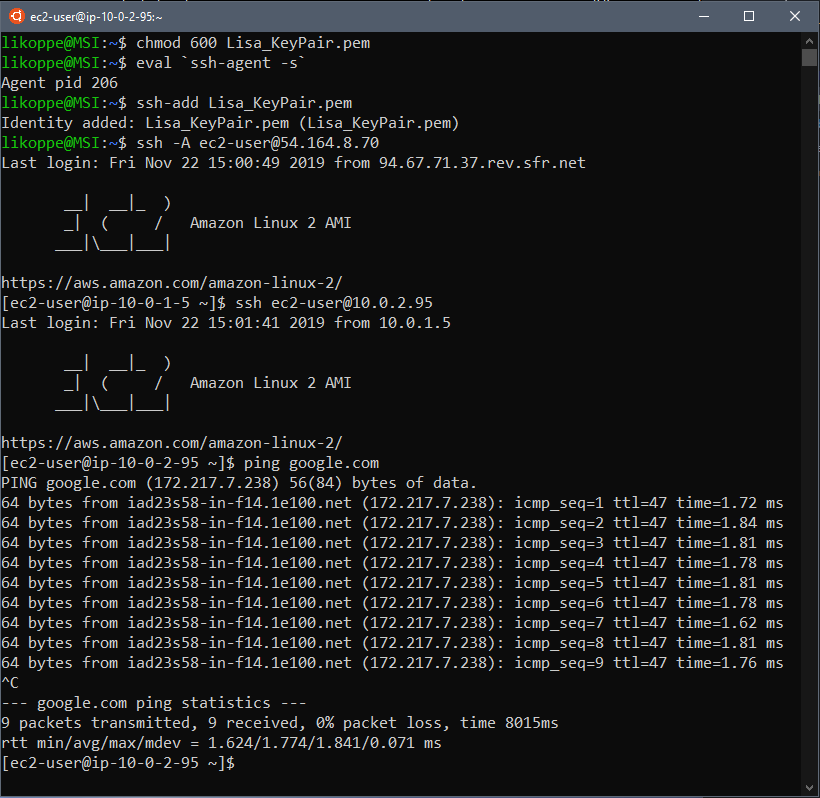 ec2-user@ip-10-0-2-95:~
likoppe@MSI:~$ chmod 600 Lisa_KeyPair.pem
likoppe@MSI:~$ eval `ssh-agent -s`
Agent pid 206
likoppe@MSI:~$ ssh-add Lisa_KeyPair.pem
Identity added: Lisa_KeyPair.pem (Lisa_KeyPair.pem)
likoppe@MSI:~$ ssh -A ec2-user@54.164.8.70
Last login: Fri Nov 22 15:00:49 2019 from 94.67.71.37.rev.sfr.net
       __|  __|_  )
       _|  (     /   Amazon Linux 2 AMI
      ___|\___|___|
https://aws.amazon.com/amazon-linux-2/
[ec2-user@ip-10-0-1-5 ~]$ ssh ec2-user@10.0.2.95
Last login: Fri Nov 22 15:01:41 2019 from 10.0.1.5
       __|  __|_  )
       _|  (     /   Amazon Linux 2 AMI
      ___|\___|___|
https://aws.amazon.com/amazon-linux-2/
[ec2-user@ip-10-0-2-95 ~]$ ping google.com
PING google.com (172.217.7.238) 56(84) bytes of data.
64 bytes from iad23s58-in-f14.1e100.net (172.217.7.238): icmp_seq=1 ttl=47 time=1.72 ms
64 bytes from iad23s58-in-f14.1e100.net (172.217.7.238): icmp_seq=2 ttl=47 time=1.84 ms
64 bytes from iad23s58-in-f14.1e100.net (172.217.7.238): icmp_seq=3 ttl=47 time=1.81 ms
64 bytes from iad23s58-in-f14.1e100.net (172.217.7.238): icmp_seq=4 ttl=47 time=1.78 ms
64 bytes from iad23s58-in-f14.1e100.net (172.217.7.238): icmp_seq=5 ttl=47 time=1.81 ms
64 bytes from iad23s58-in-f14.1e100.net (172.217.7.238): icmp_seq=6 ttl=47 time=1.78 ms
64 bytes from iad23s58-in-f14.1e100.net (172.217.7.238): icmp_seq=7 ttl=47 time=1.62 ms
64 bytes from iad23s58-in-f14.1e100.net (172.217.7.238): icmp_seq=8 ttl=47 time=1.81 ms
64 bytes from iad23s58-in-f14.1e100.net (172.217.7.238): icmp_seq=9 ttl=47 time=1.76 ms
^C
--- google.com ping statistics ---
9 packets transmitted, 9 received, 0% packet loss, time 8015ms
rtt min/avg/max/mdev = 1.624/1.774/1.841/0.071 ms
[ec2-user@ip-10-0-2-95 ~]$